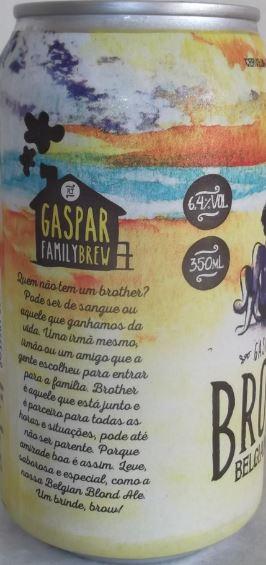 GASPAR
FAMILYBREW
6.4%VOL
350ML
Quem não tem um brother?
Pode ser de sangue ou
aquele que ganhamos da
vida. Uma irmã mesmo,
irmão ou um amigo que a
gente escolheu para entrar
para a família. Brother
é aquele que está junto e
é parceiro para todas as
horas e situações, pode até
não ser parente. Porque
amizade boa é assim. Leve,
saborosa e especial, como a
nossa Belgian Blond Ale.
Um brinde, brow!
BRO
BELGIA